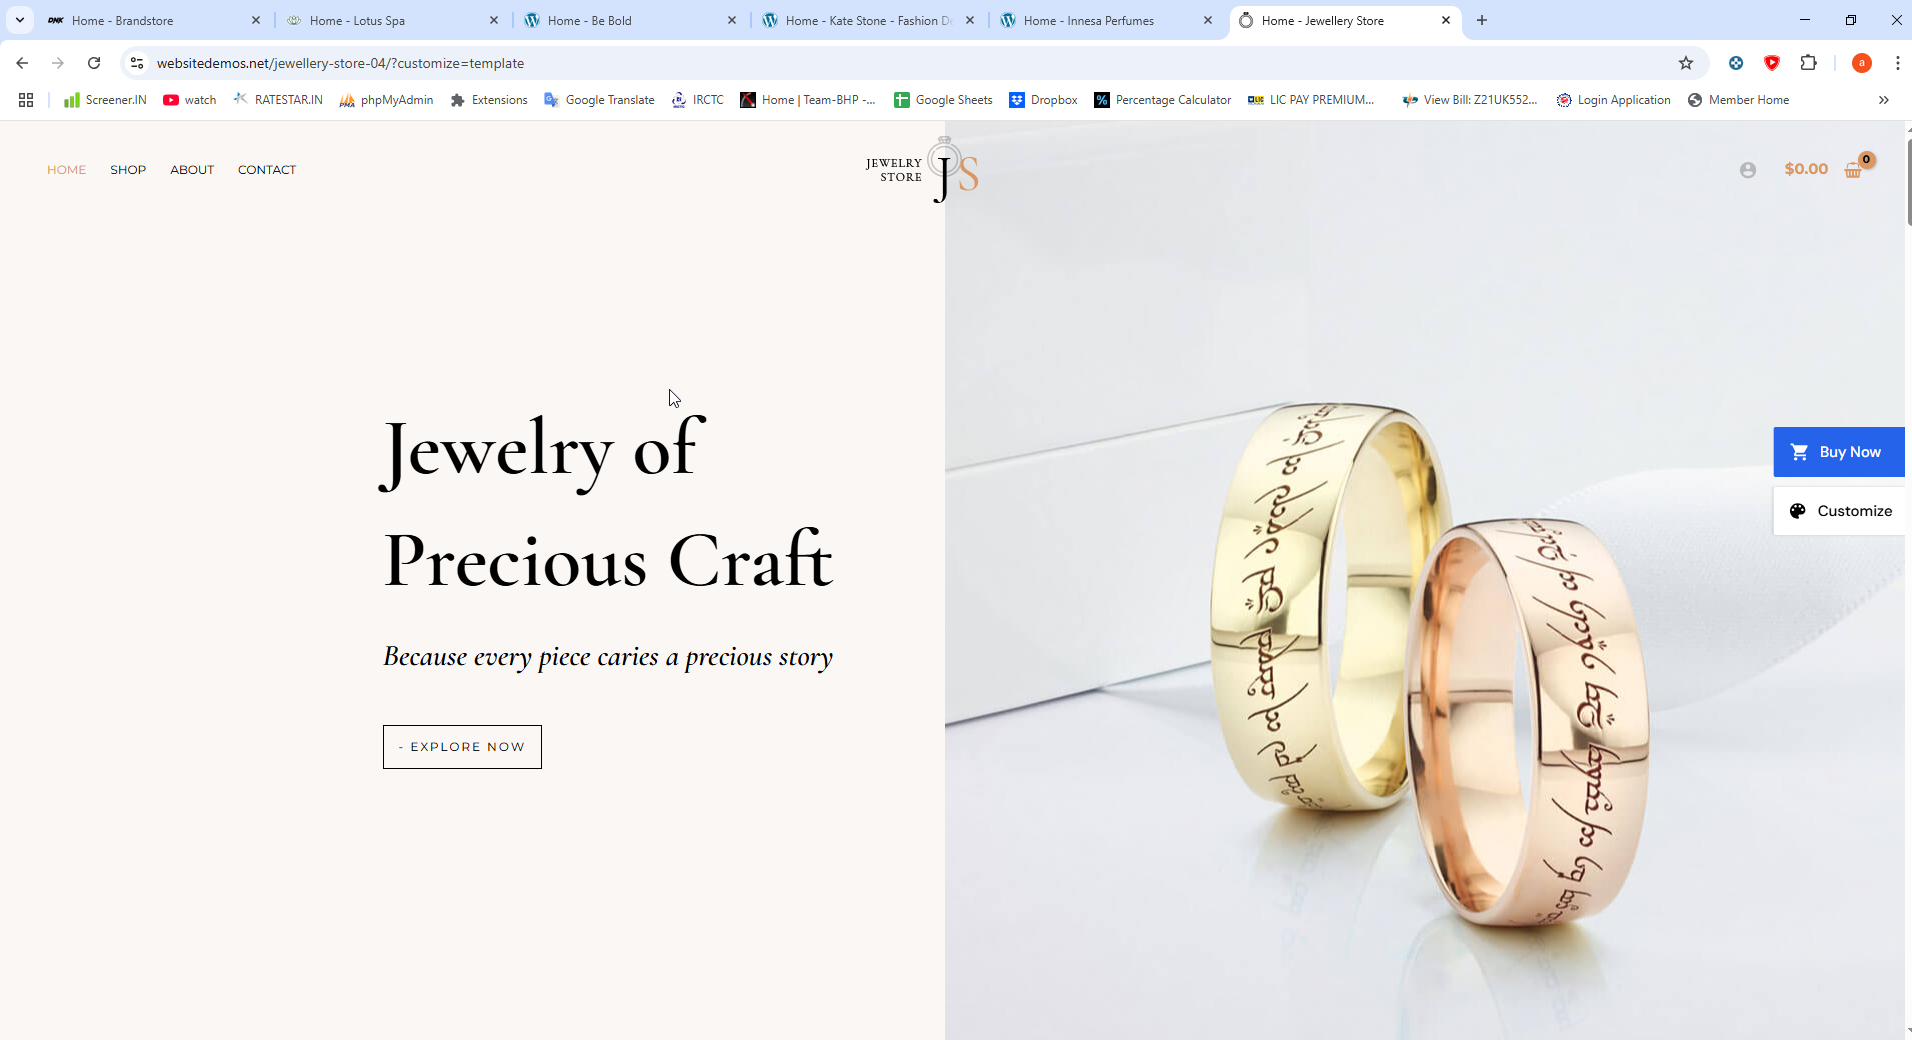 Home - Brandstore
Home - Lotus Spa
Home - Be Bold
Home - Kate Stone - Fashion De
Home - Innesa Perfumes
Home - Jewellery Store
websitedemos.net/jewellery-store-04/?customize=template
a
Screener.IN
watch
RATESTAR.IN
phpMyAdmin
Extensions
Google Translate
IRCTC
Home | Team-BHP -...
Google Sheets
Dropbox
Percentage Calculator
LIC PAY PREMIUM...
View Bill: Z21UK552...
Login Application
Member Home
HOME
SHOP
ABOUT
CONTACT
JEWELRY
STORE
JS
$0.00
0
Jewelry of
Precious Craft
Because every piece caries a precious story
- EXPLORE NOW
Buy Now
Customize